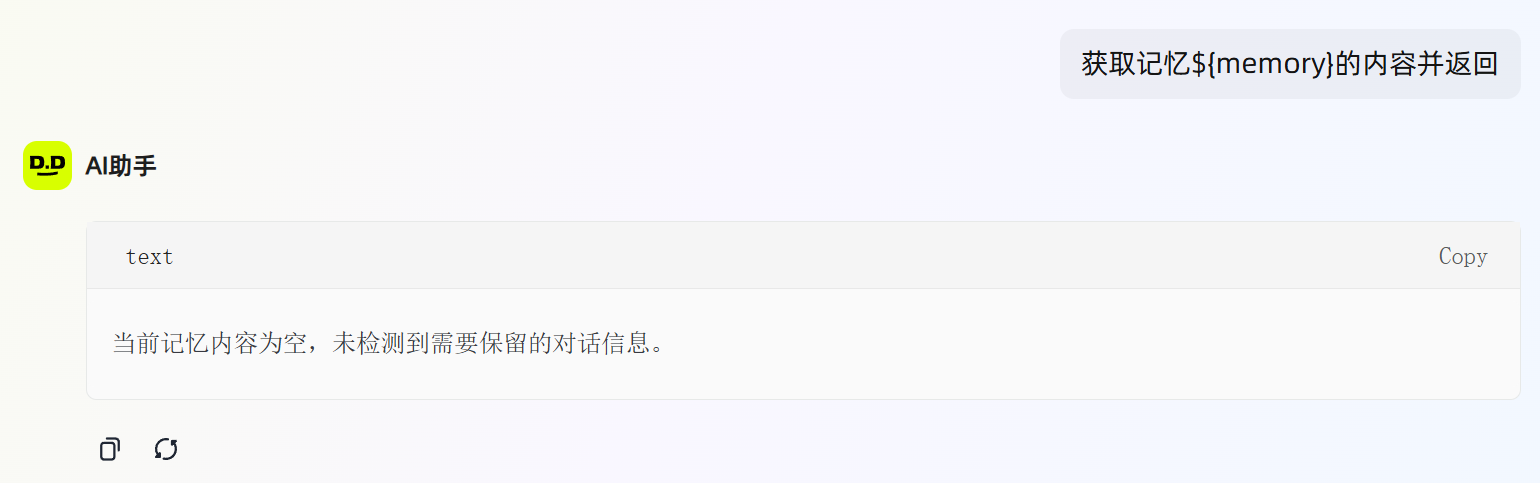 获取记忆${memory}的内容并返回
D.D
AI助手
text
Copy
当前记忆内容为空，未检测到需要保留的对话信息。